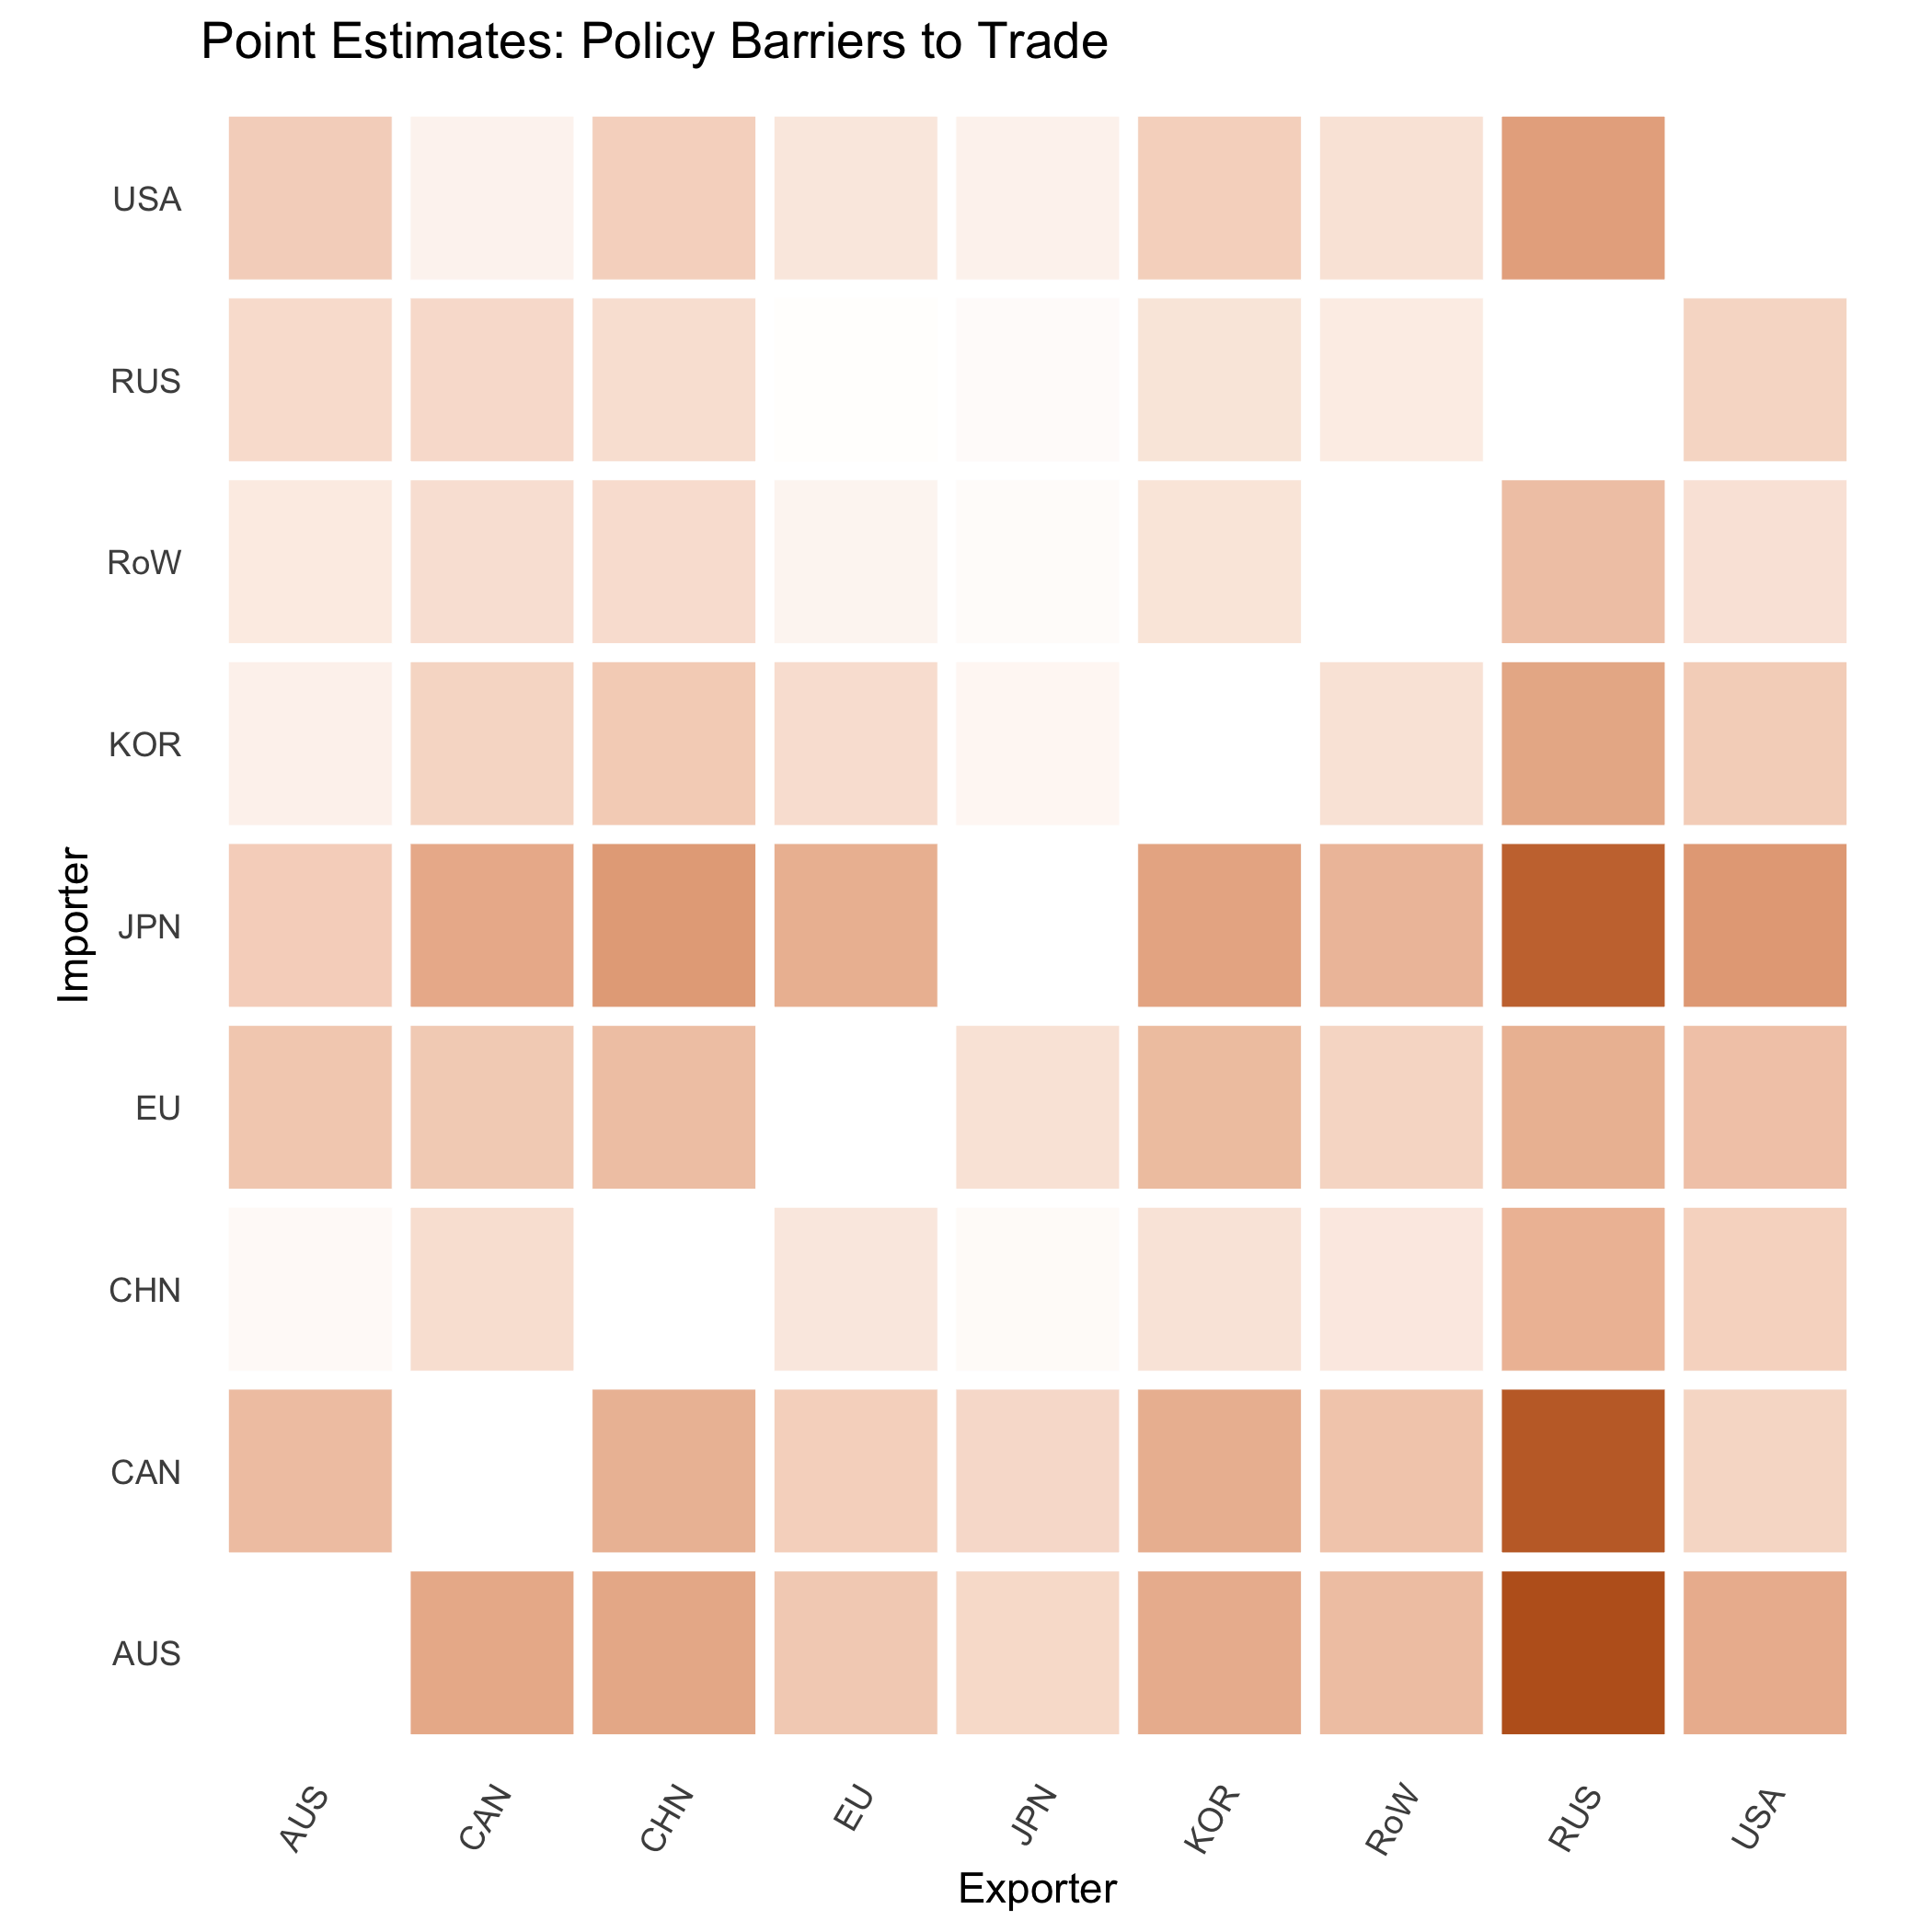 Point Estimates: Policy Barriers to Trade
USA
RUS
RoW
KOR
JPN
EU
CHN
CAN
AUS
Importer
AUS CAN CHN EU JPN KOR RoW RUS USA
Exporter